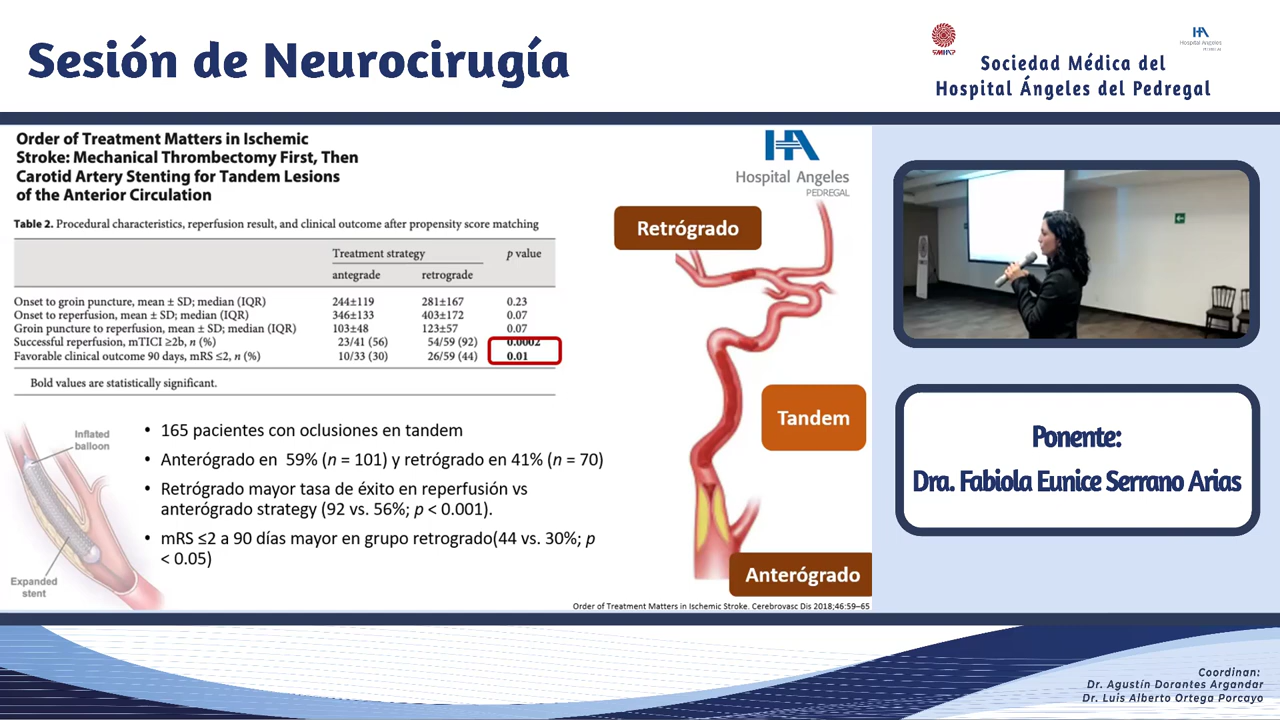 Sesión de Neurocirugía
HA
Hospital Angeles
Sociedad Médica del
Hospital Ángeles del Pedregal
Order of Treatment Matters in Ischemic
Stroke: Mechanical Thrombectomy First, Then
Carotid Artery Stenting for Tandem Lesions
of the Anterior Circulation
HA
Hospital Angeles
PEDREGAL
Table 2. Procedural characteristics, reperfusion result, and clinical outcome after propensity score matching
Treatment strategy p value
antegrade retrograde
Onset to groin puncture, mean ± SD; median (IQR) 244±119 281±167 0.23
Onset to reperfusion, mean ± SD; median (IQR) 346±133 403±172 0.07
Groin puncture to reperfusion, mean ± SD; median (IQR) 103±48 123±57 0.07
Successful reperfusion, mTICI ≥2b, n (%) 23/41 (56) 54/59 (92) 0.0002
Favorable clinical outcome 90 days, mRS ≤2, n (%) 10/33 (30) 26/59 (44) 0.01
Bold values are statistically significant.
Retrógrado
Tandem
Anterógrado
Inflated
balloon
Expanded
stent
• 165 pacientes con oclusiones en tandem
• Anterógrado en 59% (n = 101) y retrógrado en 41% (n = 70)
• Retrógrado mayor tasa de éxito en reperfusión vs
anterógrado strategy (92 vs. 56%; p < 0.001).
• mRS ≤2 a 90 días mayor en grupo retrogrado(44 vs. 30%; p
< 0.05)
Order of Treatment Matters in Ischemic Stroke. Cerebrovasc Dis 2018;46:59–65
Ponente:
Dra. Fabiola Eunice Serrano Arias
Coordinan:
Dr. Agustín Dorantes Argandar
Dr. Luis Alberto Ortega Porcayo